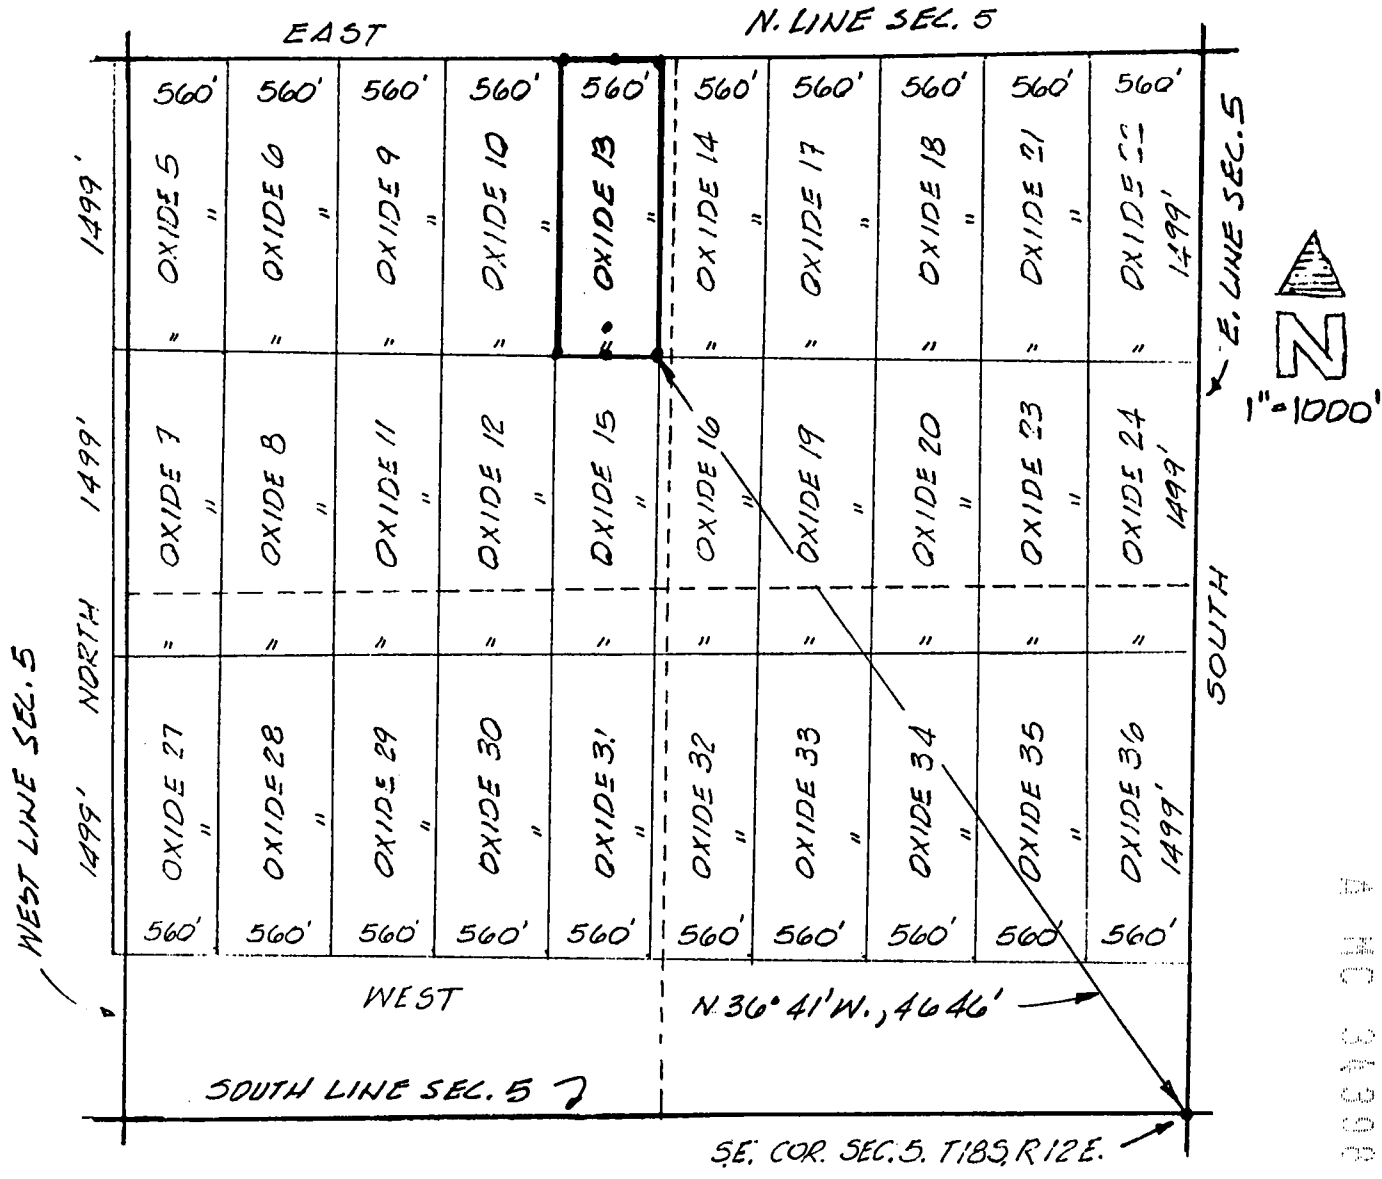 EAST
N. LINE SEC. 5
560' 560' 560' 560' 560' 560' 560' 560' 560' 560'
1499'
OXIDE 5 "
OXIDE 6 "
OXIDE 9 "
OXIDE 10 "
OXIDE 13 "
OXIDE 14 "
OXIDE 17 "
OXIDE 18 "
OXIDE 21 "
OXIDE 22
1499'
E. LINE SEC. 5
N
1"=1000'
" " " " " " " " " "
1499'
OXIDE 7 "
OXIDE 8 "
OXIDE 11 "
OXIDE 12 "
OXIDE 15 "
OXIDE 16 "
OXIDE 19 "
OXIDE 20 "
OXIDE 23 "
OXIDE 24
1499'
NORTH
SOUTH
" " " " " " " " " "
WEST LINE SEC. 5
1499'
OXIDE 27 "
OXIDE 28 "
OXIDE 29 "
OXIDE 30 "
OXIDE 31 "
OXIDE 32 "
OXIDE 33 "
OXIDE 34 "
OXIDE 35 "
OXIDE 36
1499'
560' 560' 560' 560' 560' 560' 560' 560' 560' 560'
WEST
N 36° 41' W., 4646'
SOUTH LINE SEC. 5
S.E. COR. SEC. 5. T18S, R12E.
A MC